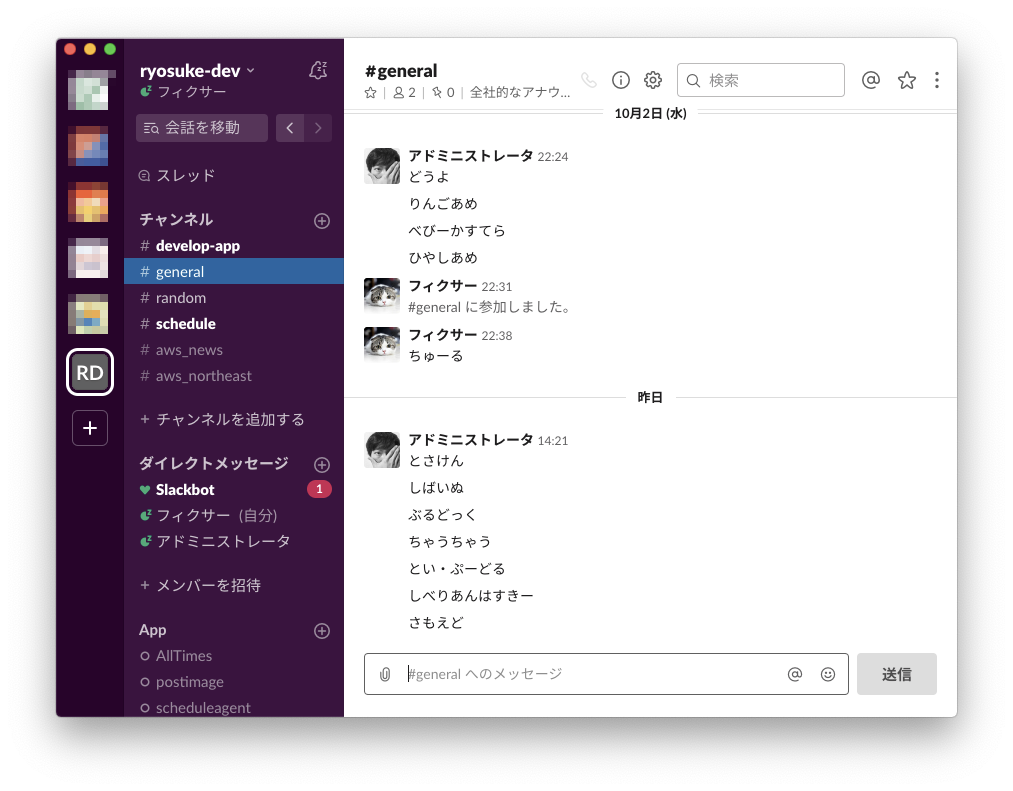 ryosuke-dev
フィクサー
会話を移動
スレッド
チャンネル
# develop-app
# general
# random
# schedule
# aws_news
# aws_northeast
+ チャンネルを追加する
ダイレクトメッセージ
Slackbot 1
フィクサー (自分)
アドミニストレータ
+ メンバーを招待
App
AllTimes
postimage
scheduleagent
RD
+
#general
2 | 0 | 全社的なアナウ...
検索
10月2日 (水)
アドミニストレータ 22:24
どうよ
りんごあめ
べびーかすてら
ひやしあめ
フィクサー 22:31
#general に参加しました。
フィクサー 22:38
ちゅーる
昨日
アドミニストレータ 14:21
とさけん
しばいぬ
ぶるどっく
ちゃうちゃう
とい・ぷーどる
しべりあんはすきー
さもえど
#general へのメッセージ
送信